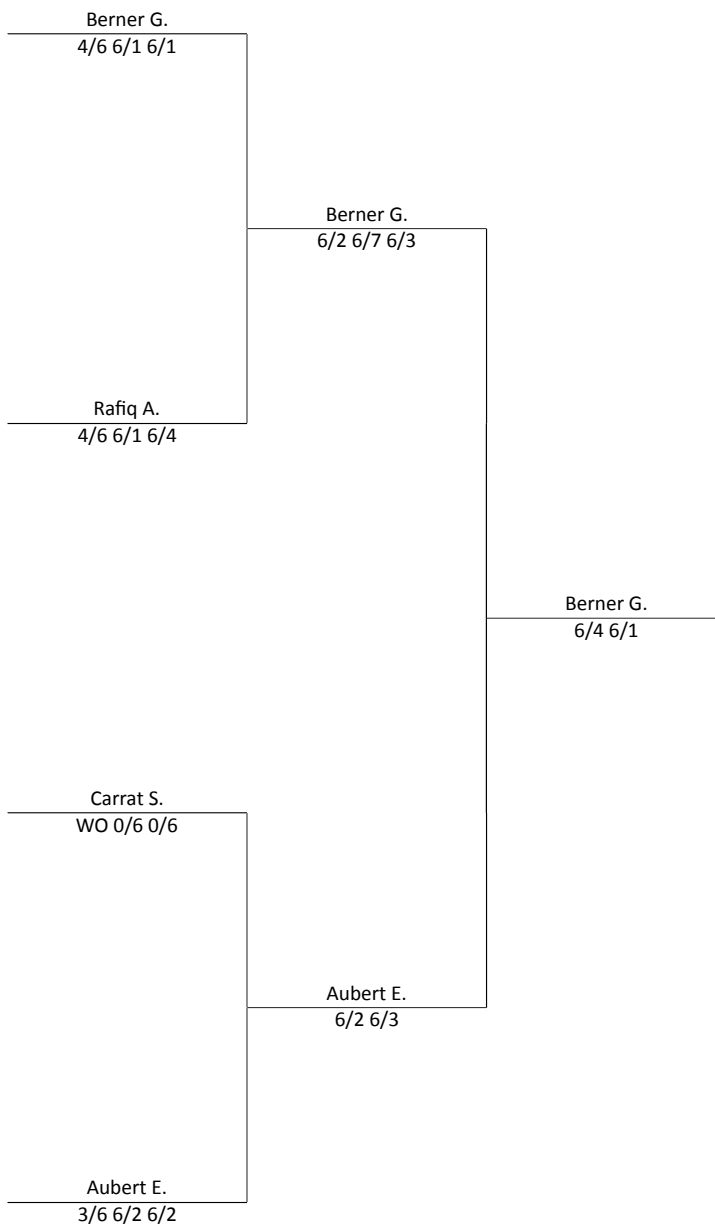 Berner G.
4/6 6/1 6/1
Berner G.
6/2 6/7 6/3
Rafiq A.
4/6 6/1 6/4
Berner G.
6/4 6/1
Carrat S.
WO 0/6 0/6
Aubert E.
6/2 6/3
Aubert E.
3/6 6/2 6/2